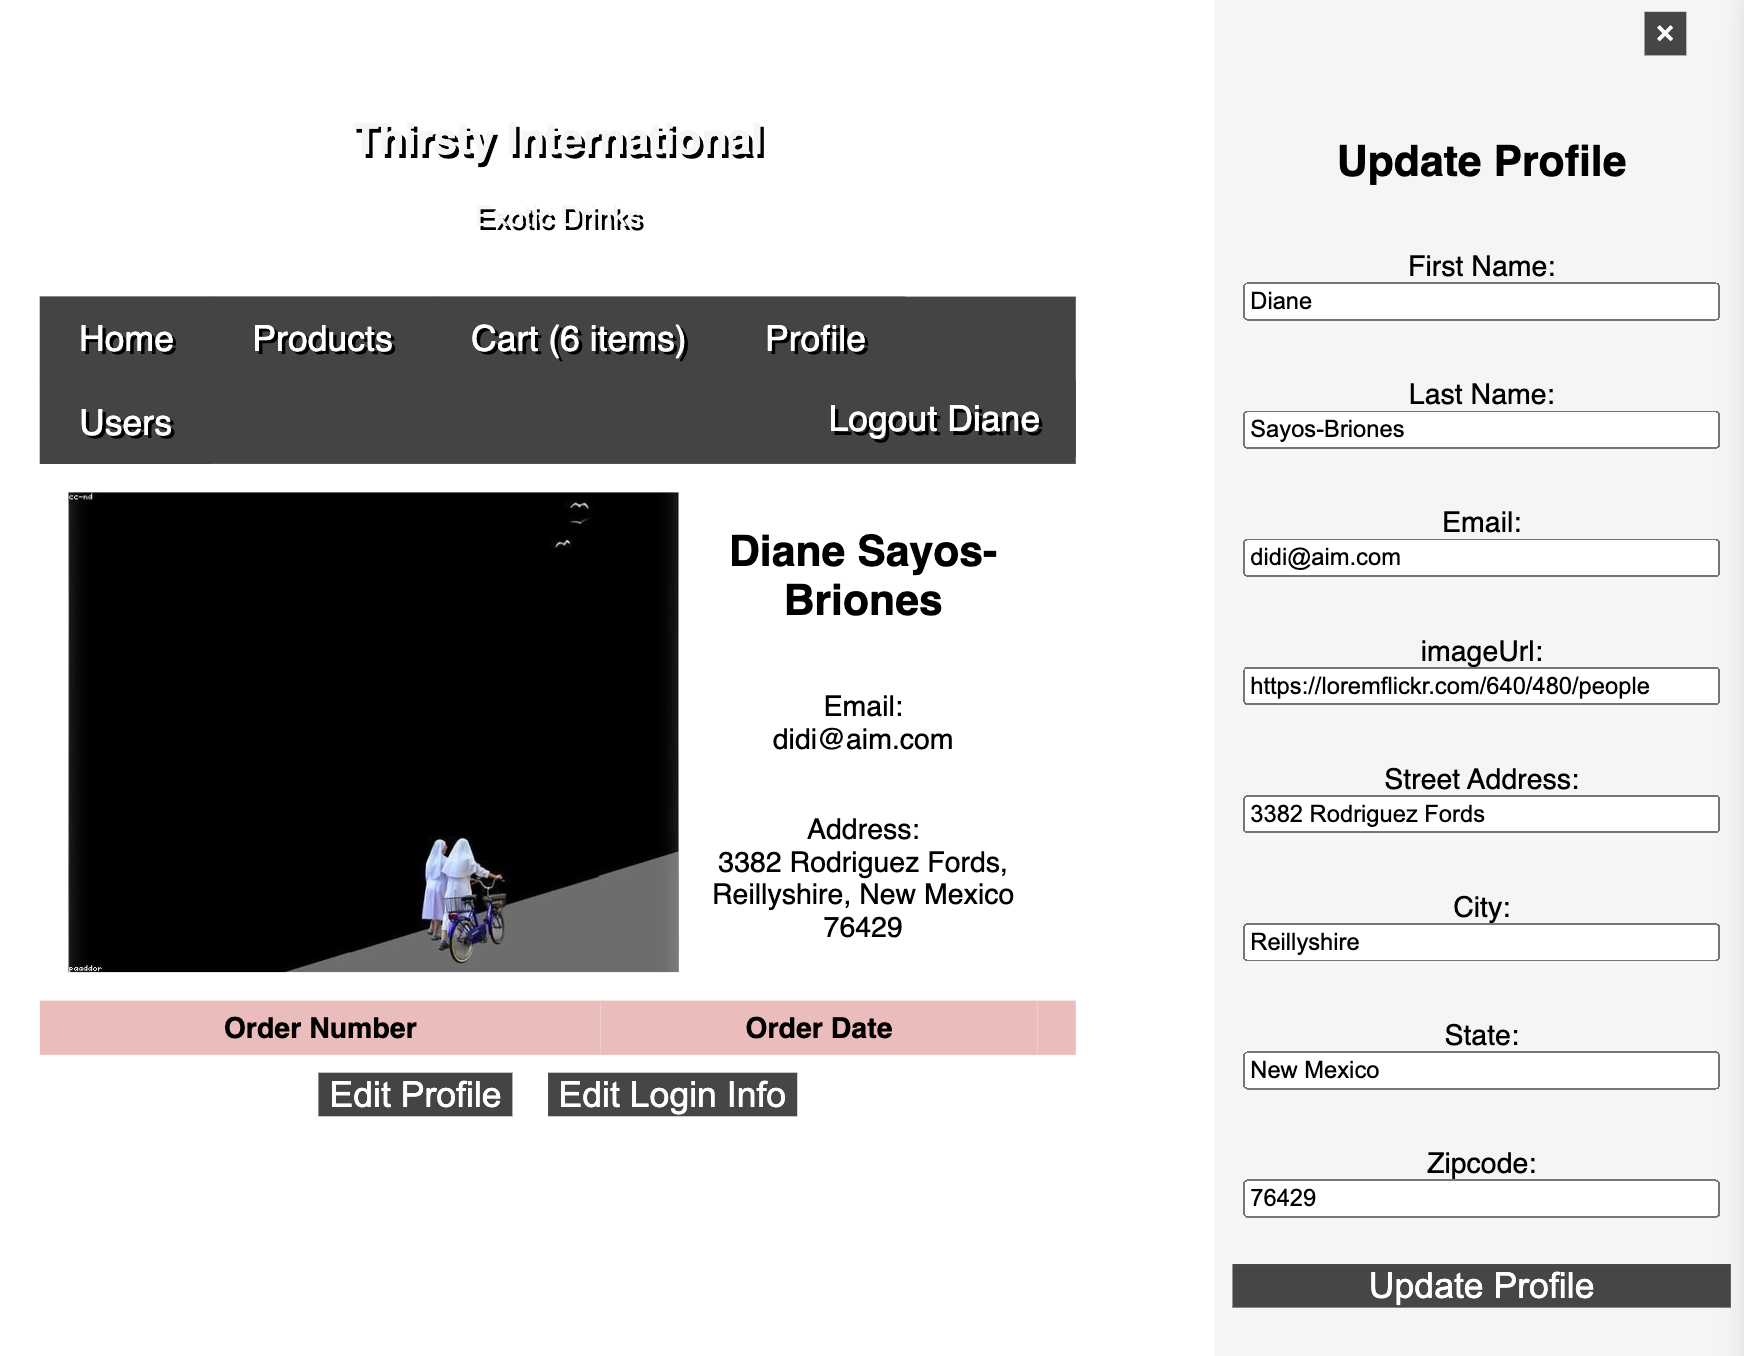 ×
Thirsty International
Exotic Drinks
Home Products Cart (6 items) Profile
Users Logout Diane
cc-nd
paaddor
Diane Sayos-
Briones
Email:
didi@aim.com
Address:
3382 Rodriguez Fords,
Reillyshire, New Mexico
76429
Order Number Order Date
Edit Profile Edit Login Info
Update Profile
First Name:
Diane
Last Name:
Sayos-Briones
Email:
didi@aim.com
imageUrl:
https://loremflickr.com/640/480/people
Street Address:
3382 Rodriguez Fords
City:
Reillyshire
State:
New Mexico
Zipcode:
76429
Update Profile